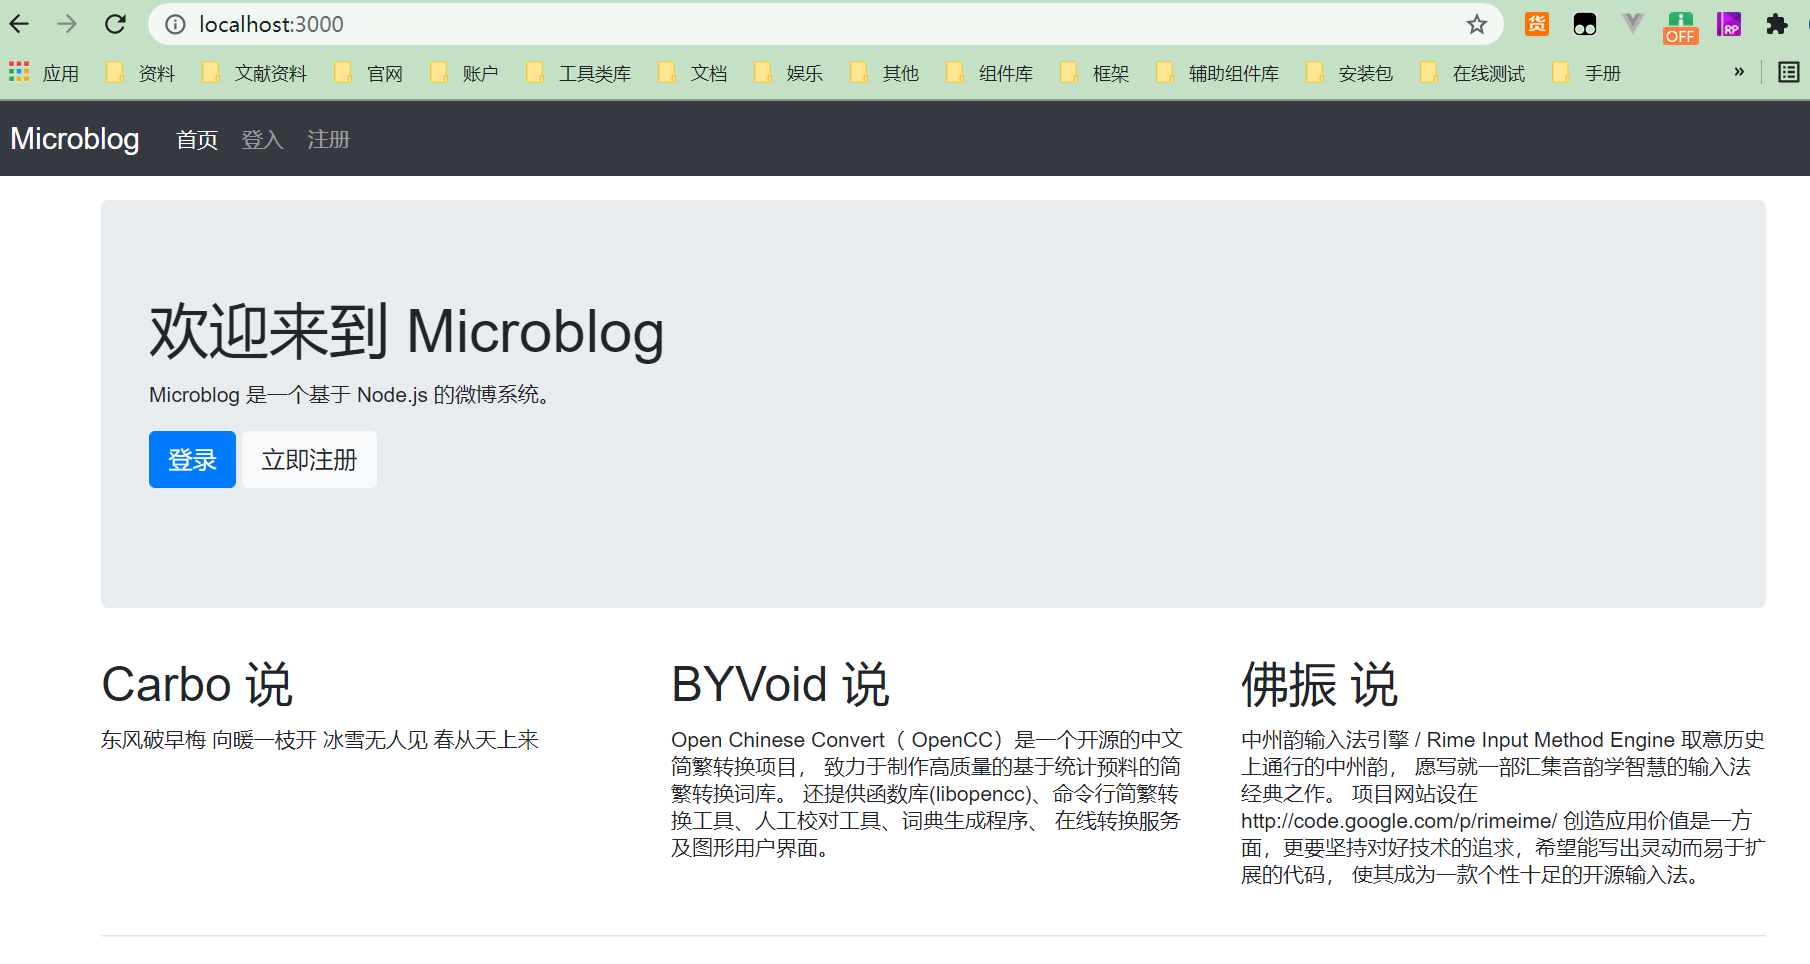 localhost:3000
货
OFF
RP
应用 资料 文献资料 官网 账户 工具类库 文档 娱乐 其他 组件库 框架 辅助组件库 安装包 在线测试 手册 »
Microblog 首页 登入 注册
欢迎来到 Microblog
Microblog 是一个基于 Node.js 的微博系统。
登录 立即注册
Carbo 说
东风破早梅 向暖一枝开 冰雪无人见 春从天上来
BYVoid 说
Open Chinese Convert（ OpenCC）是一个开源的中文
简繁转换项目， 致力于制作高质量的基于统计预料的简
繁转换词库。 还提供函数库(libopencc)、命令行简繁转
换工具、人工校对工具、词典生成程序、 在线转换服务
及图形用户界面。
佛振 说
中州韵输入法引擎 / Rime Input Method Engine 取意历史
上通行的中州韵， 愿写就一部汇集音韵学智慧的输入法
经典之作。 项目网站设在
http://code.google.com/p/rimeime/ 创造应用价值是一方
面，更要坚持对好技术的追求，希望能写出灵动而易于扩
展的代码， 使其成为一款个性十足的开源输入法。